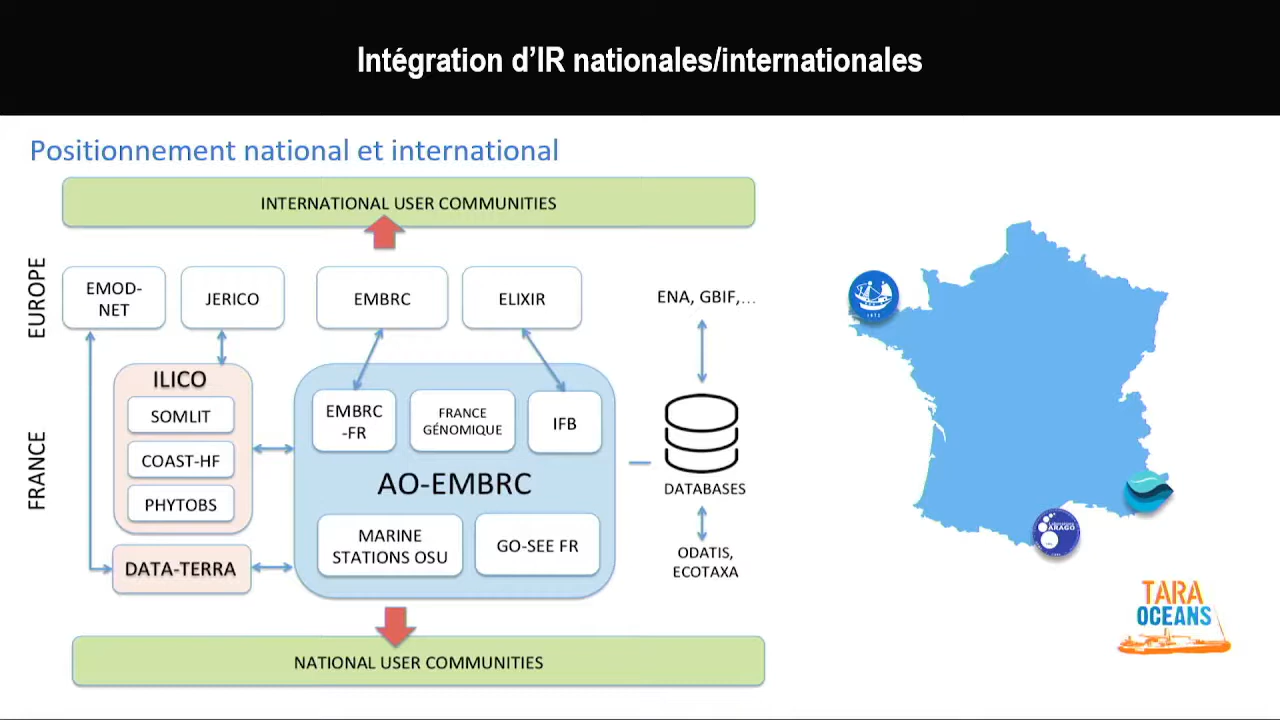 Intégration d'IR nationales/internationales
Positionnement national et international
INTERNATIONAL USER COMMUNITIES
EUROPE
EMOD-
NET
JERICO
EMBRC
ELIXIR
ENA, GBIF,...
FRANCE
ILICO
SOMLIT
COAST-HF
PHYTOBS
DATA-TERRA
EMBRC
-FR
FRANCE
GÉNOMIQUE
IFB
AO-EMBRC
MARINE
STATIONS OSU
GO-SEE FR
DATABASES
ODATIS,
ECOTAXA
NATIONAL USER COMMUNITIES
1872
ARAGO
TARA
OCEANS